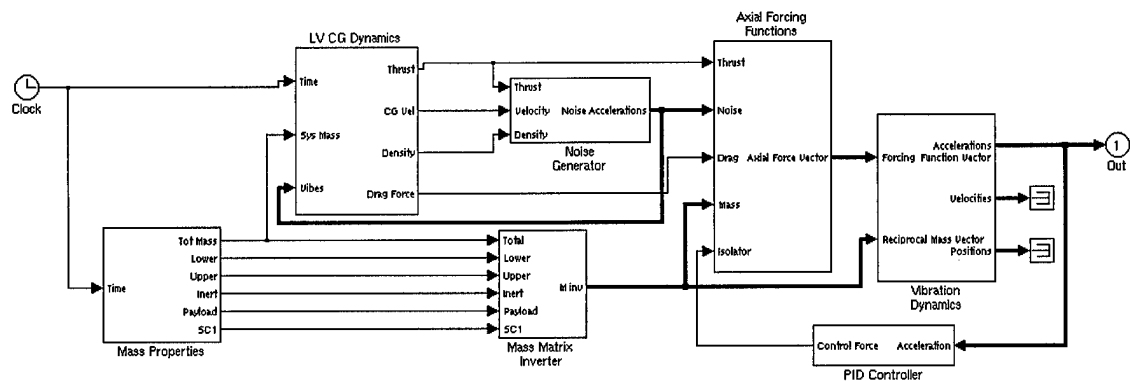 Axial Forcing
Functions
LV CG Dynamics
Clock
Time
Sys Mass
Vibes
Thrust
CG Vel
Density
Drag Force
Thrust
Velocity
Density
Noise Accelerations
Noise
Generator
Thrust
Noise
Drag
Mass
Isolator
Axial Force Vector
Accelerations
Forcing Function Vector
Velocities
Reciprocal Mass Vector
Positions
Vibration
Dynamics
1
Out
Time
Tot Mass
Lower
Upper
Inert
Payload
SC1
Mass Properties
Total
Lower
Upper
Inert
Payload
SC1
M inv
Mass Matrix
Inverter
Control Force
Acceleration
PID Controller